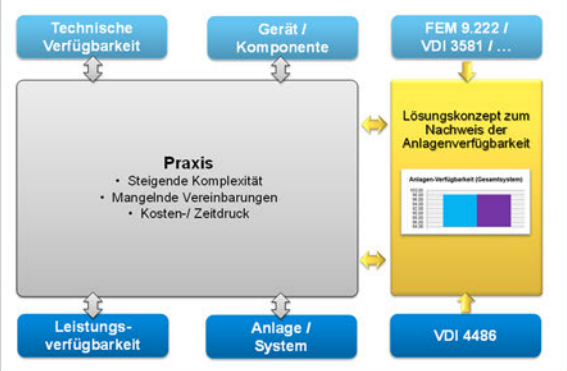 Technische
Verfügbarkeit
Gerät /
Komponente
FEM 9.222 /
VDI 3581 / ...
Praxis
• Steigende Komplexität
• Mangelnde Vereinbarungen
• Kosten-/ Zeitdruck
Lösungskonzept zum
Nachweis der
Anlagenverfügbarkeit
Anlagen-Verfügbarkeit (Gesamtsystem)
Leistungs-
verfügbarkeit
Anlage /
System
VDI 4486